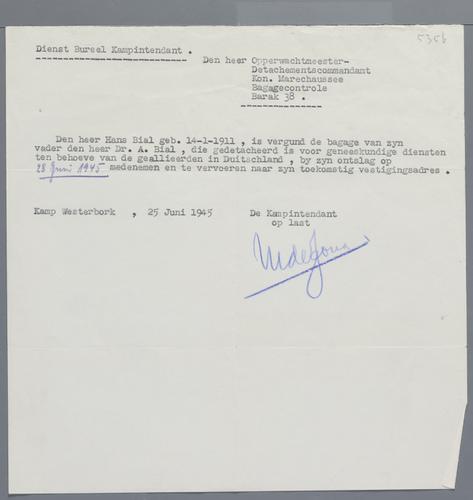 5356
Dienst Bureel Kampintendant .
Den heer Opperwachtmeester-
Detachementscommandant
Kon. Marechaussee
Bagagecontrole
Barak 38 .
Den heer Hans Bial geb. 14-1-1911 , is vergund de bagage van zyn
vader den heer Dr. A. Bial , die gedetacheerd is voor geneeskundige diensten
ten behoeve van de geallieerden in Duitschland , by zyn ontslag op
28 Juni 1945 medenemen en te vervoeren naar zyn toekomstig vestigingsadres .
Kamp Westerbork , 25 Juni 1945
De Kampintendant
op last